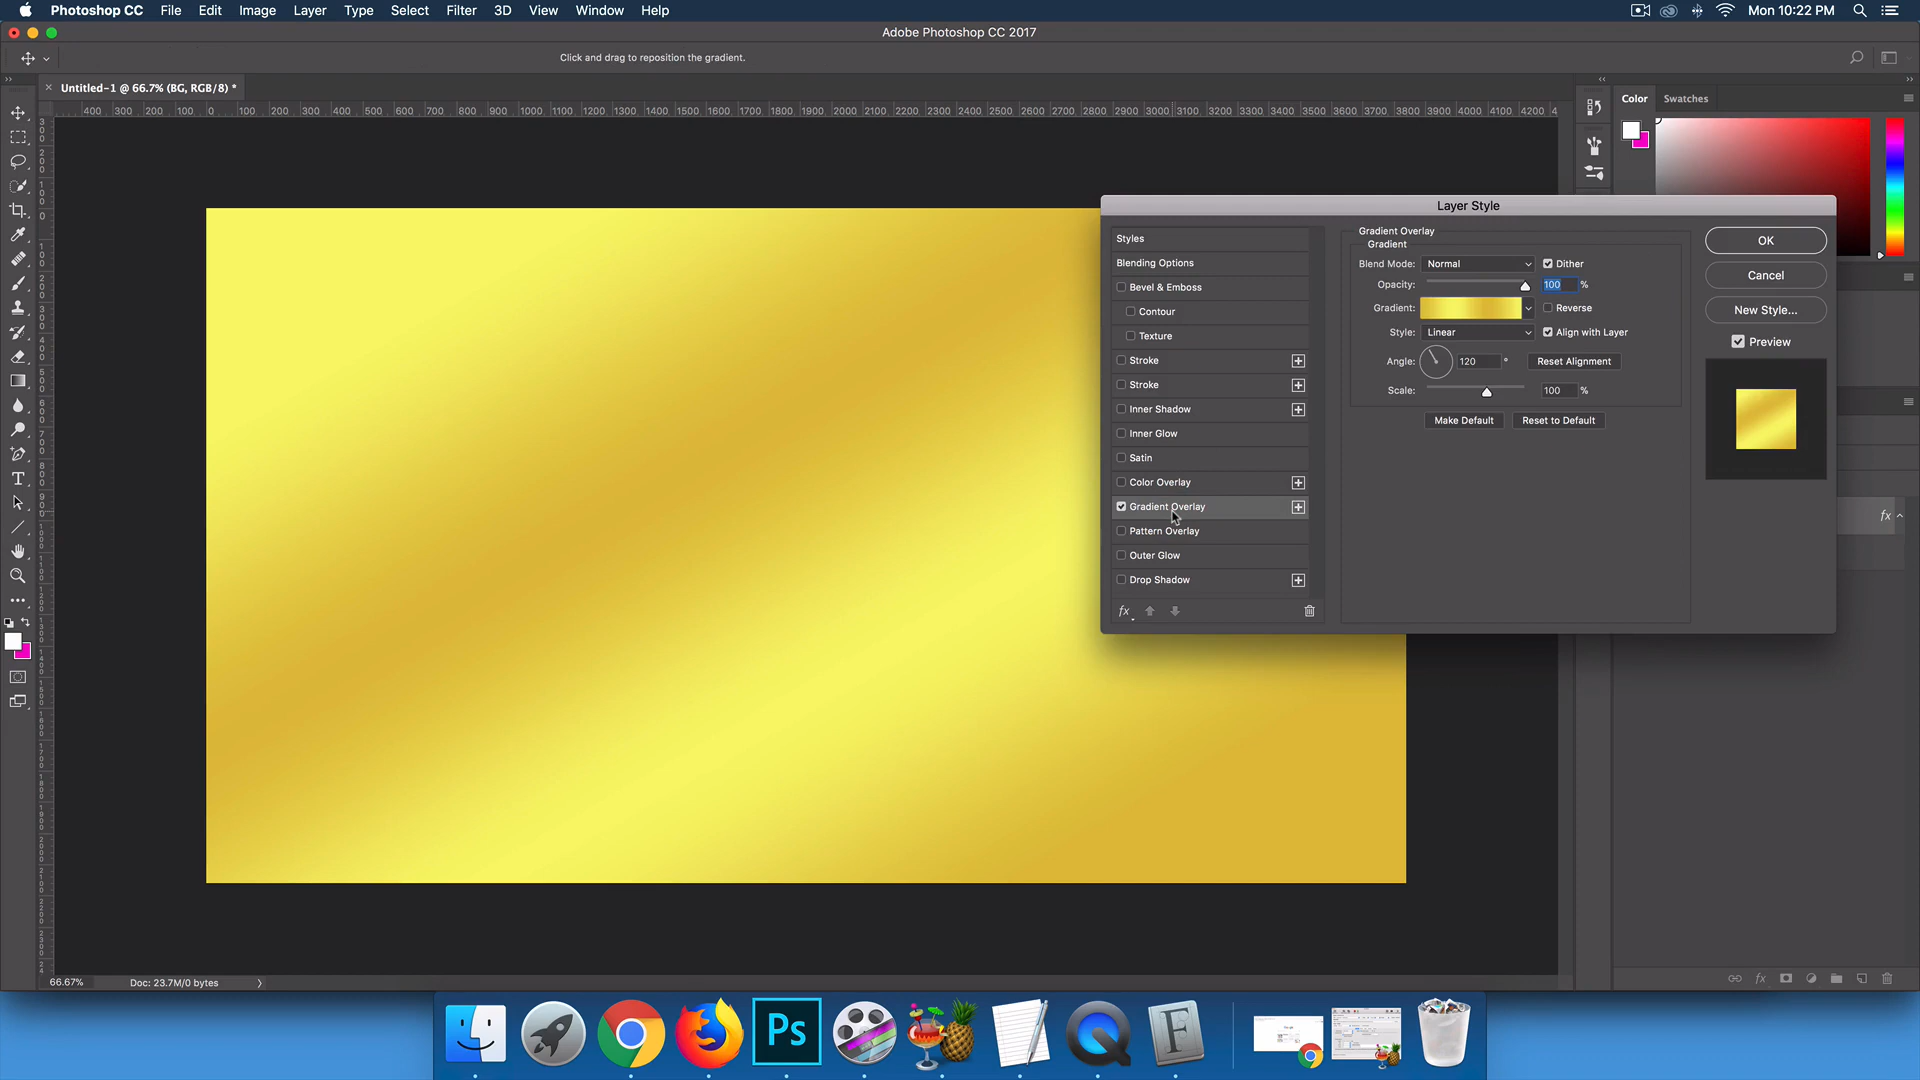 Photoshop CC File Edit Image Layer Type Select Filter 3D View Window Help Mon 10:22 PM
Adobe Photoshop CC 2017
Click and drag to reposition the gradient.
Untitled-1 @ 66.7% (BG, RGB/8) *
Color Swatches
400 300 200 100 0 100 200 300 400 500 600 700 800 900 1000 1100 1200 1300 1400 1500 1600 1700 1800 1900 2000 2100 2200 2300 2400 2500 2600 2700 2800 2900 3000 3100 3200 3300 3400 3500 3600 3700 3800 3900 4000 4100 4200 4
Layer Style
Styles
Blending Options
Bevel & Emboss
Contour
Texture
Stroke
Stroke
Inner Shadow
Inner Glow
Satin
Color Overlay
Gradient Overlay
Pattern Overlay
Outer Glow
Drop Shadow
fx
Gradient Overlay
Gradient
Blend Mode: Normal Dither
Opacity: 100 %
Gradient: Reverse
Style: Linear Align with Layer
Angle: 120 ° Reset Alignment
Scale: 100 %
Make Default Reset to Default
OK
Cancel
New Style...
Preview
fx
T
66.67% Doc: 23.7M/0 bytes
fx
Ps
F